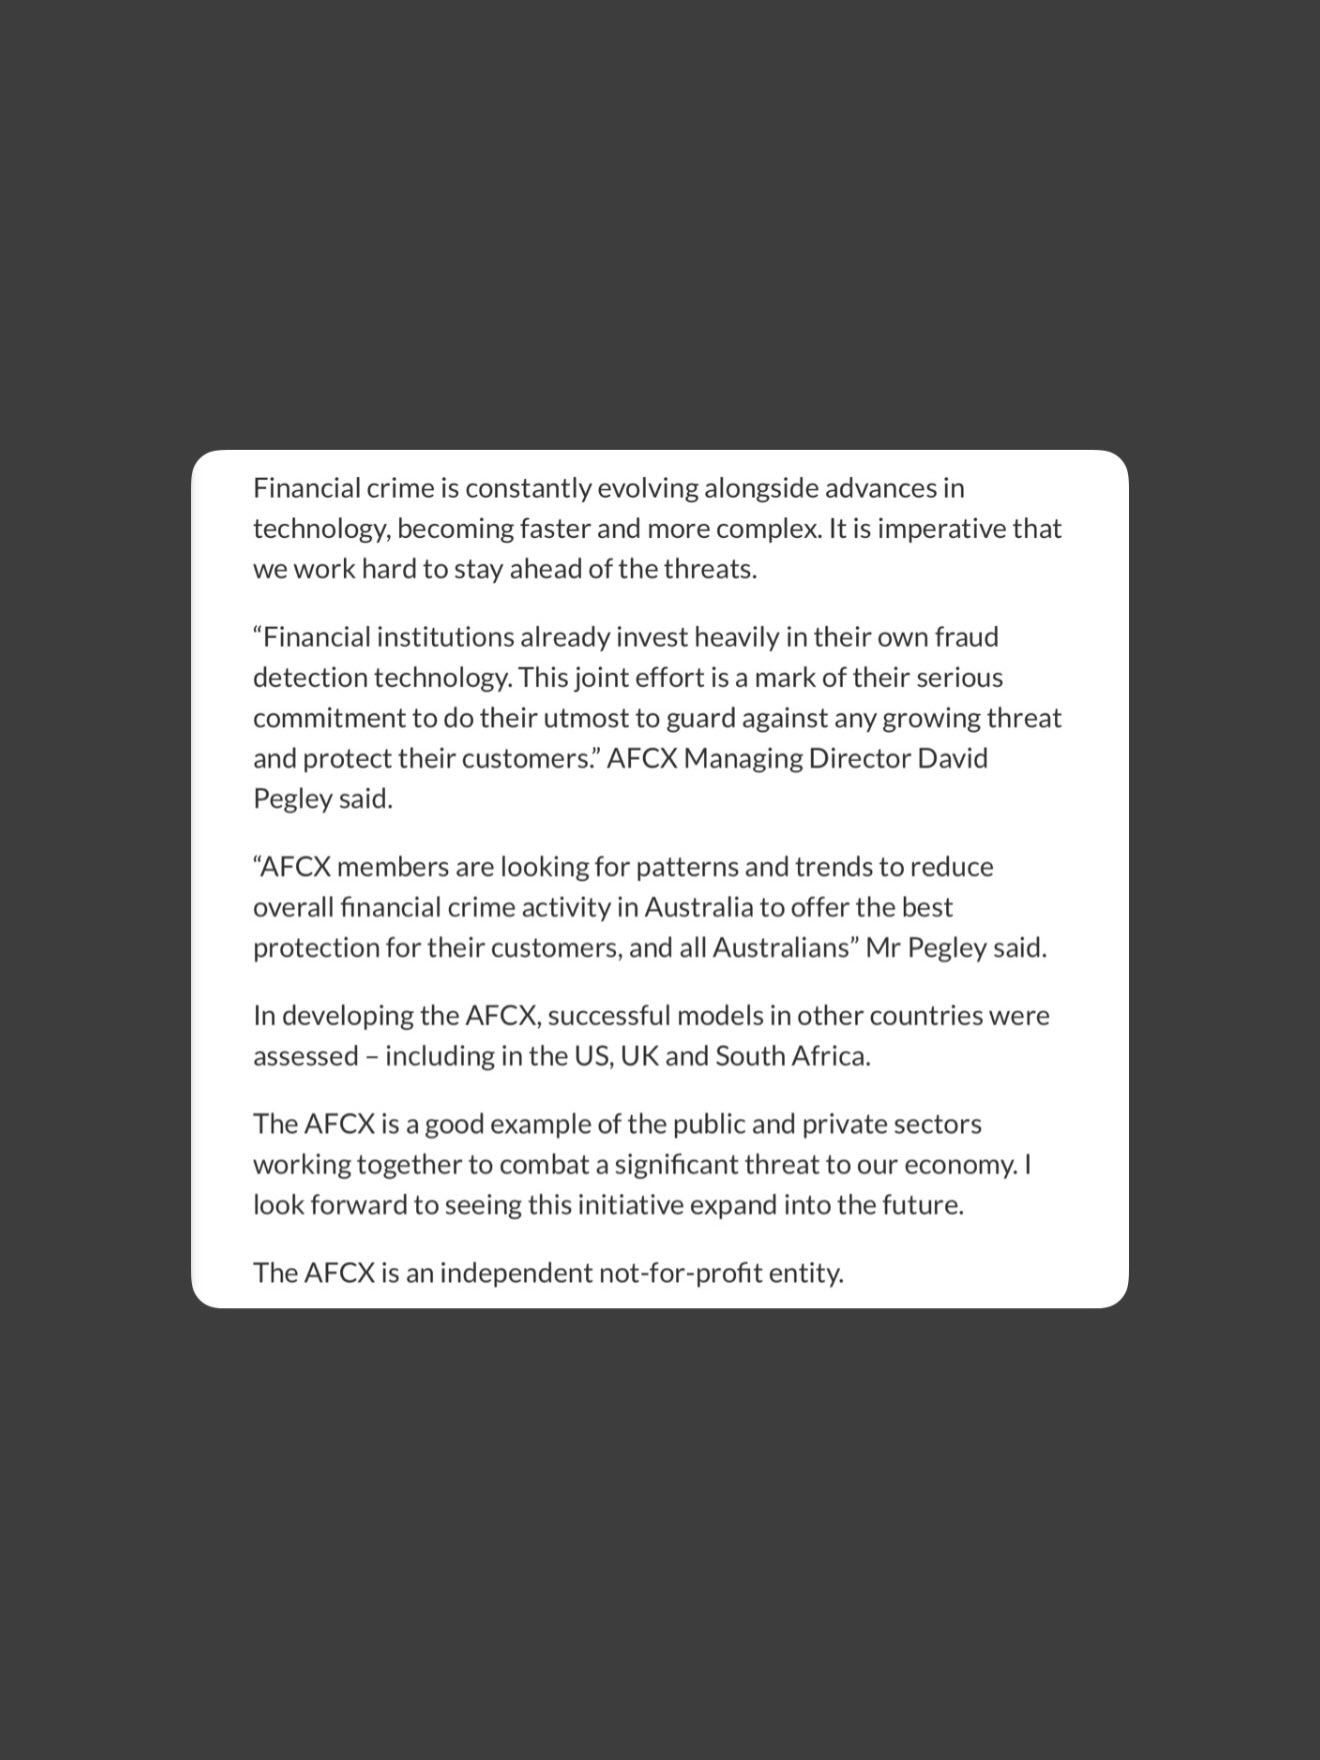 Financial crime is constantly evolving alongside advances in
technology, becoming faster and more complex. It is imperative that
we work hard to stay ahead of the threats.
“Financial institutions already invest heavily in their own fraud
detection technology. This joint effort is a mark of their serious
commitment to do their utmost to guard against any growing threat
and protect their customers.” AFCX Managing Director David
Pegley said.
“AFCX members are looking for patterns and trends to reduce
overall financial crime activity in Australia to offer the best
protection for their customers, and all Australians” Mr Pegley said.
In developing the AFCX, successful models in other countries were
assessed – including in the US, UK and South Africa.
The AFCX is a good example of the public and private sectors
working together to combat a significant threat to our economy. I
look forward to seeing this initiative expand into the future.
The AFCX is an independent not-for-profit entity.